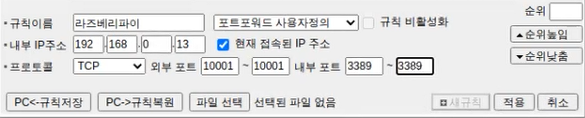 순위
• 규칙이름 라즈베리파이 포트포워드 사용자정의 규칙 비활성화
▲ 순위높임
• 내부 IP주소 192 . 168 . 0 . 13 현재 접속된 IP 주소
▼ 순위낮춤
• 프로토콜 TCP 외부 포트 10001 ~ 10001 내부 포트 3389 ~ 3389
PC<-규칙저장 PC->규칙복원 파일 선택 선택된 파일 없음 새규칙 적용 취소